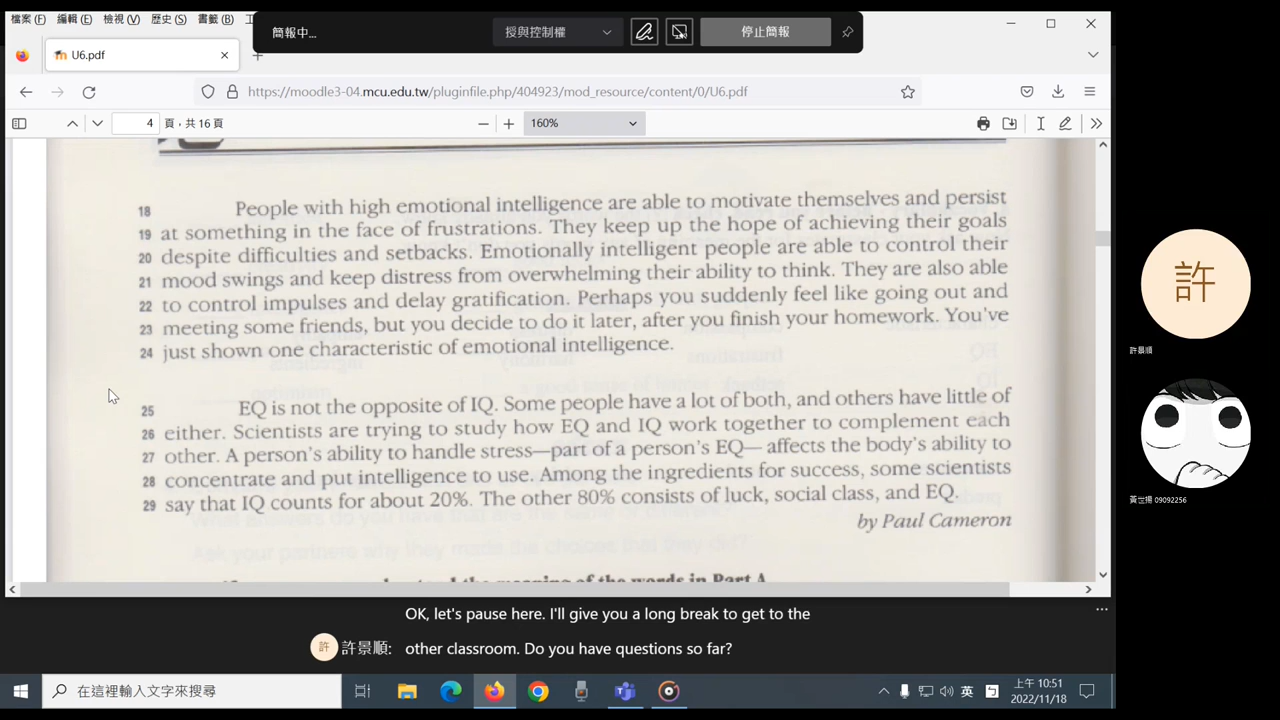 檔案(F) 編輯(E) 檢視(V) 歷史(S) 書籤(B)
簡報中...
授與控制權
停止簡報
U6.pdf
https://moodle3-04.mcu.edu.tw/pluginfile.php/404923/mod_resource/content/0/U6.pdf
4 頁，共 16 頁
160%
18 People with high emotional intelligence are able to motivate themselves and persist
19 at something in the face of frustrations. They keep up the hope of achieving their goals
20 despite difficulties and setbacks. Emotionally intelligent people are able to control their
21 mood swings and keep distress from overwhelming their ability to think. They are also able
22 to control impulses and delay gratification. Perhaps you suddenly feel like going out and
23 meeting some friends, but you decide to do it later, after you finish your homework. You've
24 just shown one characteristic of emotional intelligence.
25 EQ is not the opposite of IQ. Some people have a lot of both, and others have little of
26 either. Scientists are trying to study how EQ and IQ work together to complement each
27 other. A person's ability to handle stress—part of a person's EQ— affects the body's ability to
28 concentrate and put intelligence to use. Among the ingredients for success, some scientists
29 say that IQ counts for about 20%. The other 80% consists of luck, social class, and EQ.
by Paul Cameron
the meaning of the words in Part A
許
許景順
黃世揚 09092256
OK, let's pause here. I'll give you a long break to get to the
許 許景順: other classroom. Do you have questions so far?
在這裡輸入文字來搜尋
英
上午 10:51
2022/11/18